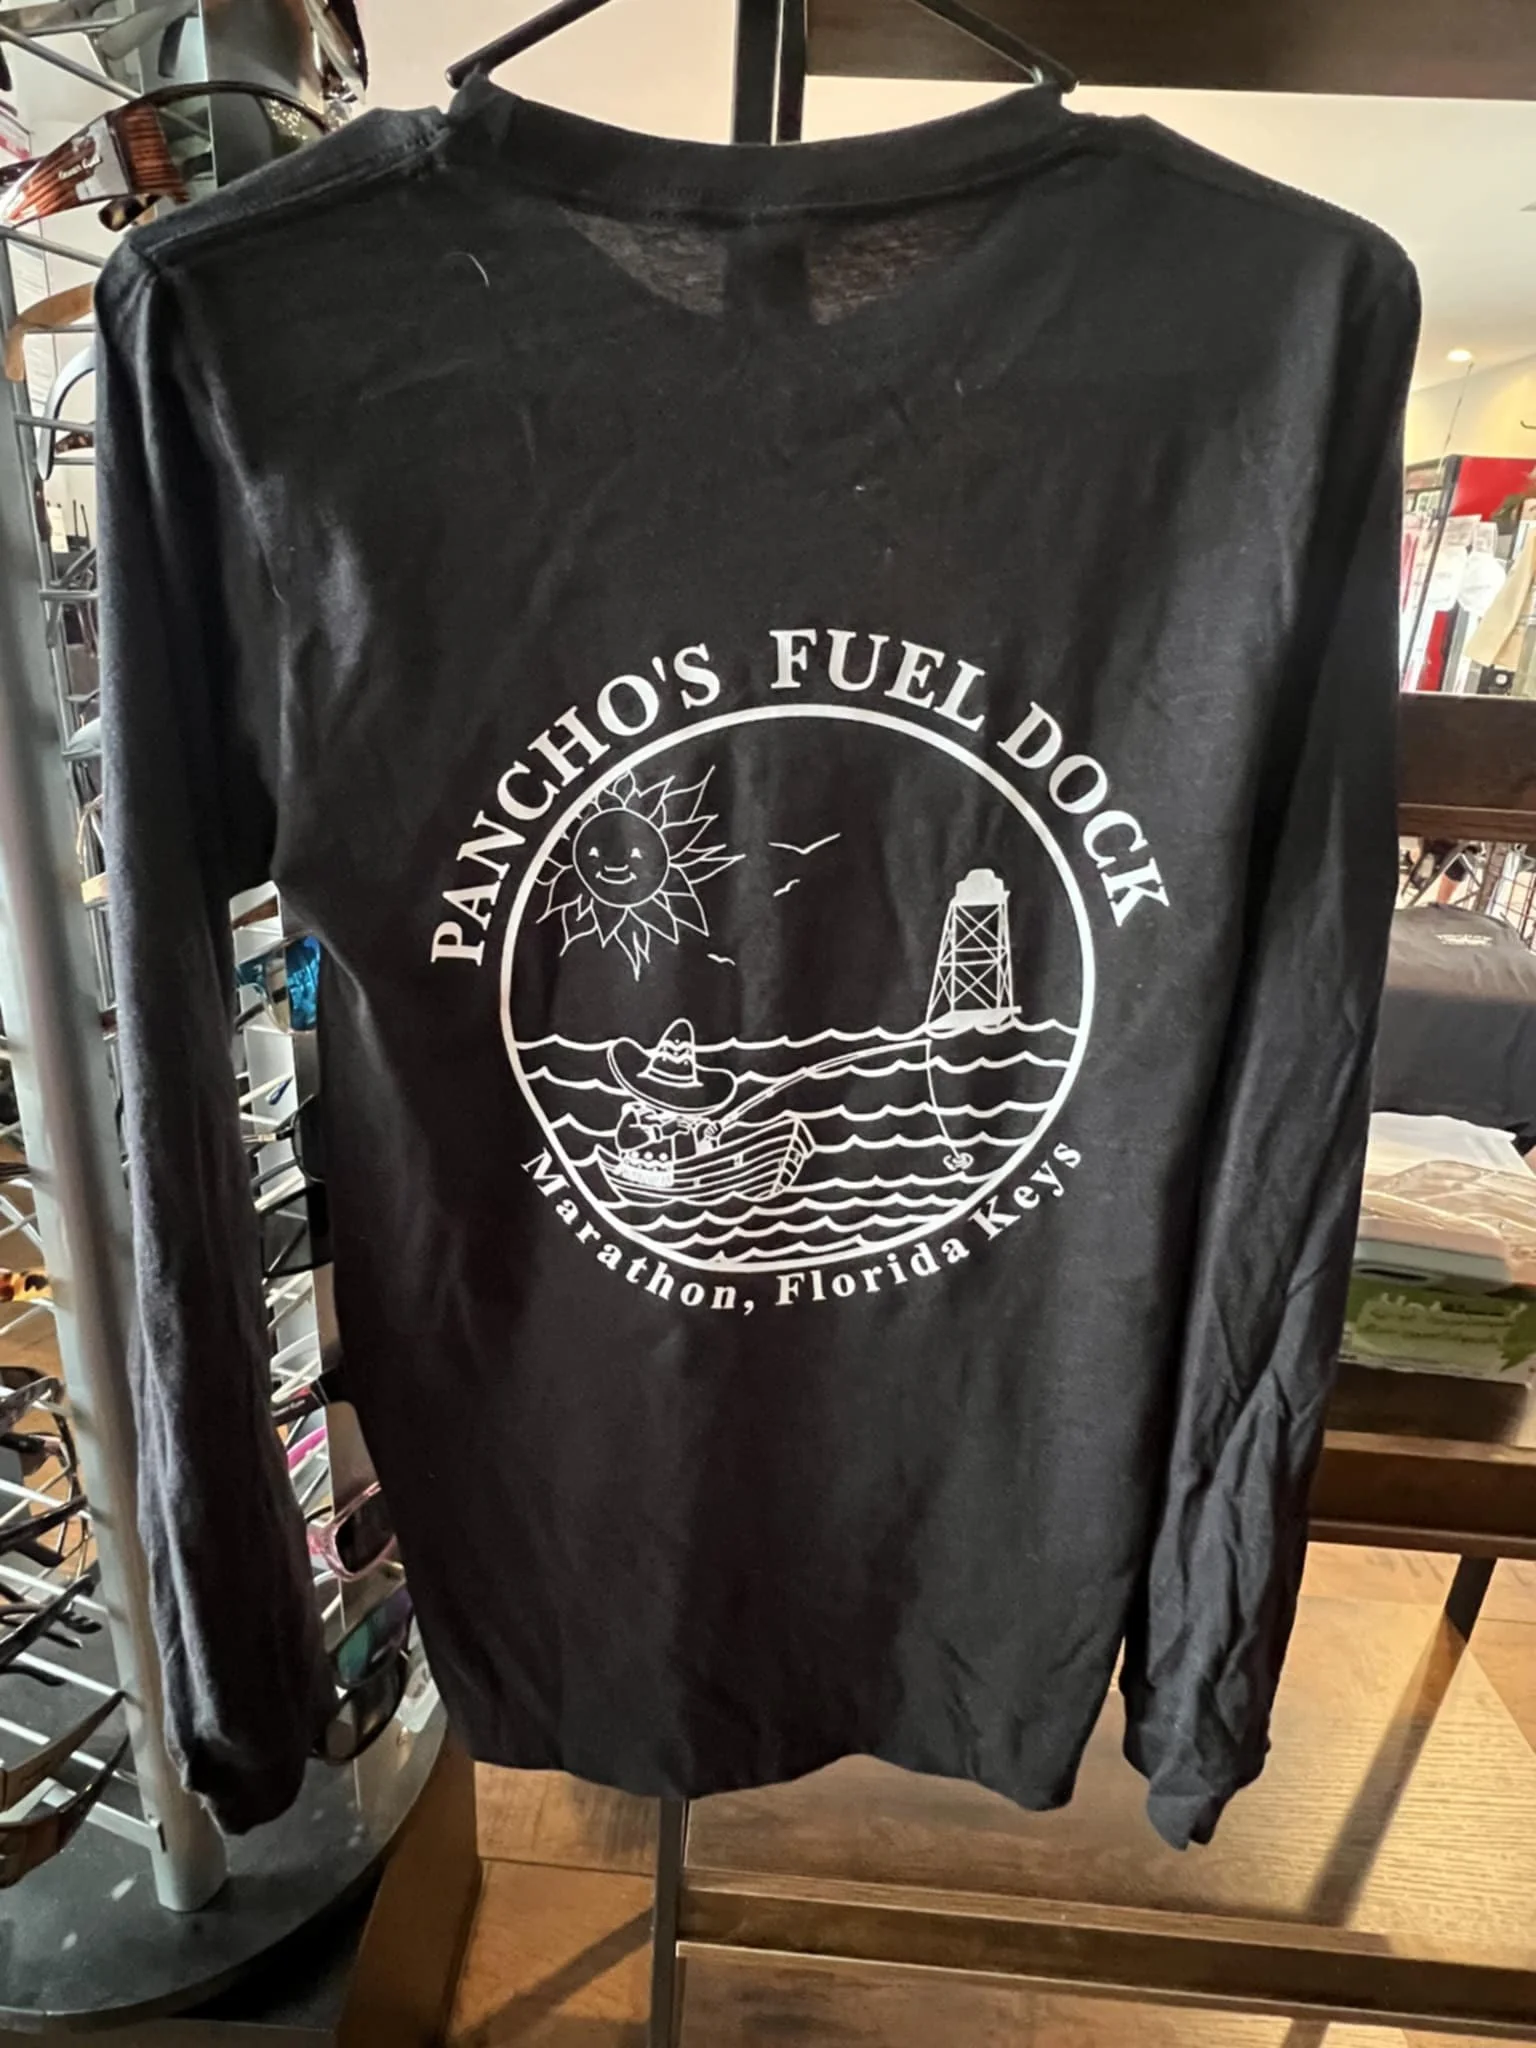 PANCHO'S FUEL DOCK
Marathon, Florida Keys